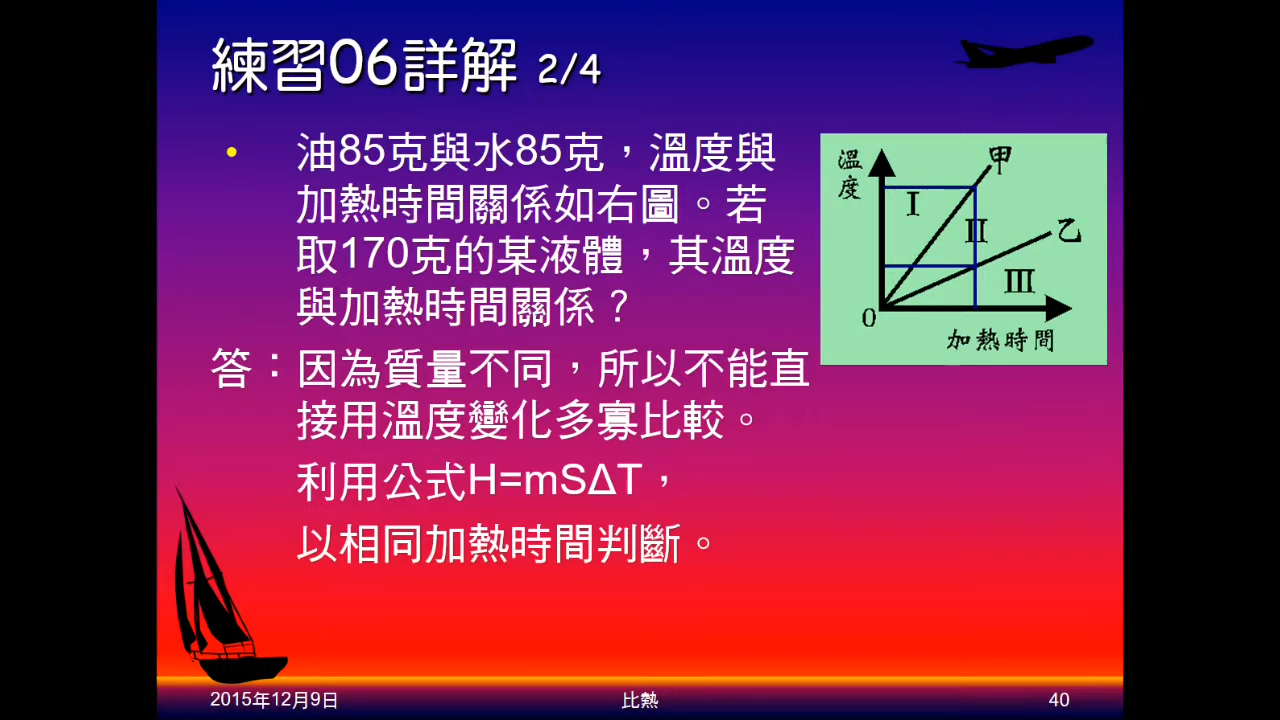 練習06詳解 2/4
• 油85克與水85克，溫度與
加熱時間關係如右圖。若
取170克的某液體，其溫度
與加熱時間關係？
答：因為質量不同，所以不能直
接用溫度變化多寡比較。
利用公式H=mSΔT，
以相同加熱時間判斷。
溫度
甲
I
II
乙
III
0
加熱時間
2015年12月9日
比熱
40